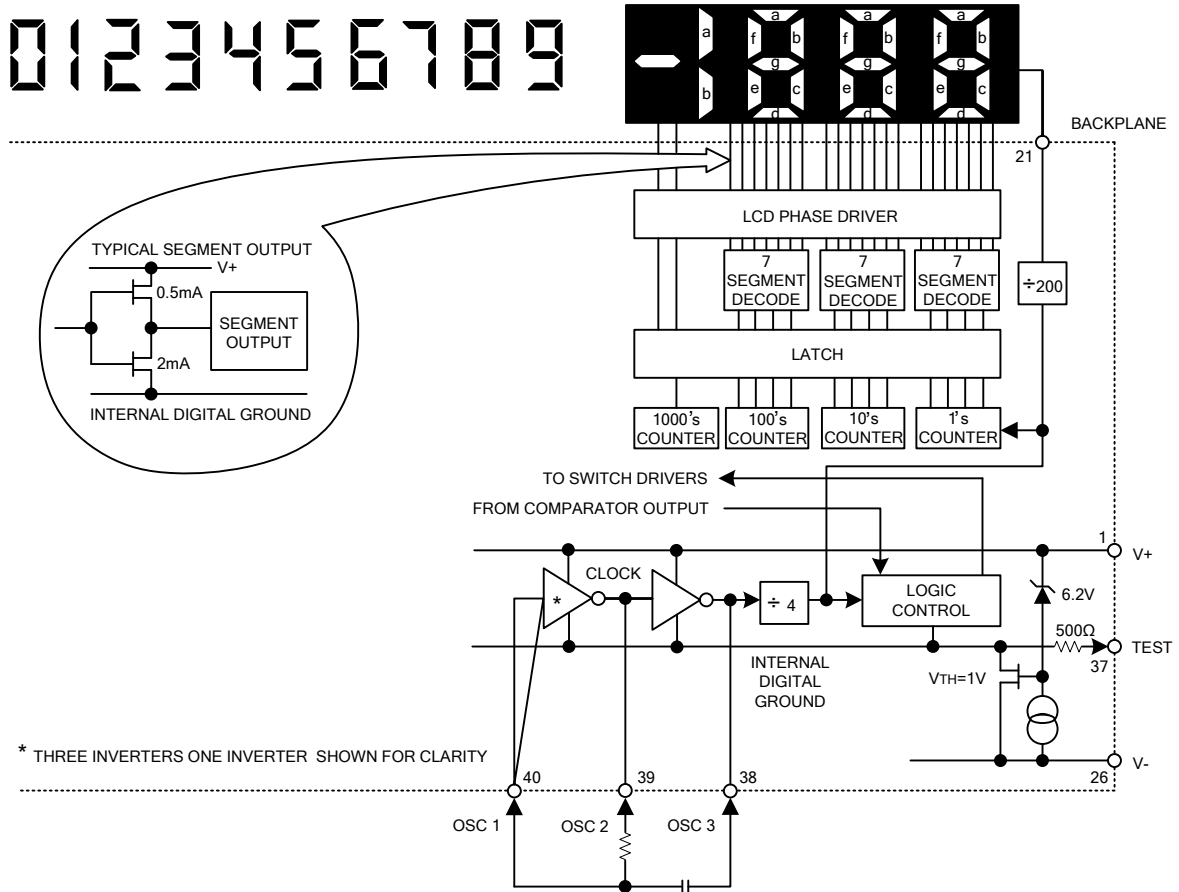 0123456789
a
b
a
f b
g
e c
d
a
f b
g
e c
d
a
f b
g
e c
d
BACKPLANE
21
LCD PHASE DRIVER
TYPICAL SEGMENT OUTPUT
V+
0.5mA
SEGMENT
OUTPUT
2mA
INTERNAL DIGITAL GROUND
7
SEGMENT
DECODE
7
SEGMENT
DECODE
7
SEGMENT
DECODE
÷200
LATCH
1000's
COUNTER
100's
COUNTER
10's
COUNTER
1's
COUNTER
TO SWITCH DRIVERS
FROM COMPARATOR OUTPUT
1
V+
CLOCK
*
÷ 4
LOGIC
CONTROL
6.2V
500Ω
TEST
37
INTERNAL
DIGITAL
GROUND
VTH=1V
* THREE INVERTERS ONE INVERTER SHOWN FOR CLARITY
V-
26
40
39
38
OSC 1
OSC 2
OSC 3